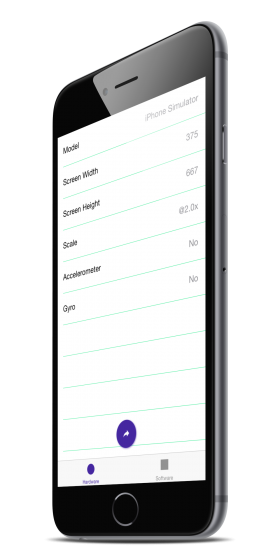 Model iPhone Simulator
Screen Width 375
Screen Height 667
Scale @2.0x
Accelerometer No
Gyro No
Hardware Software